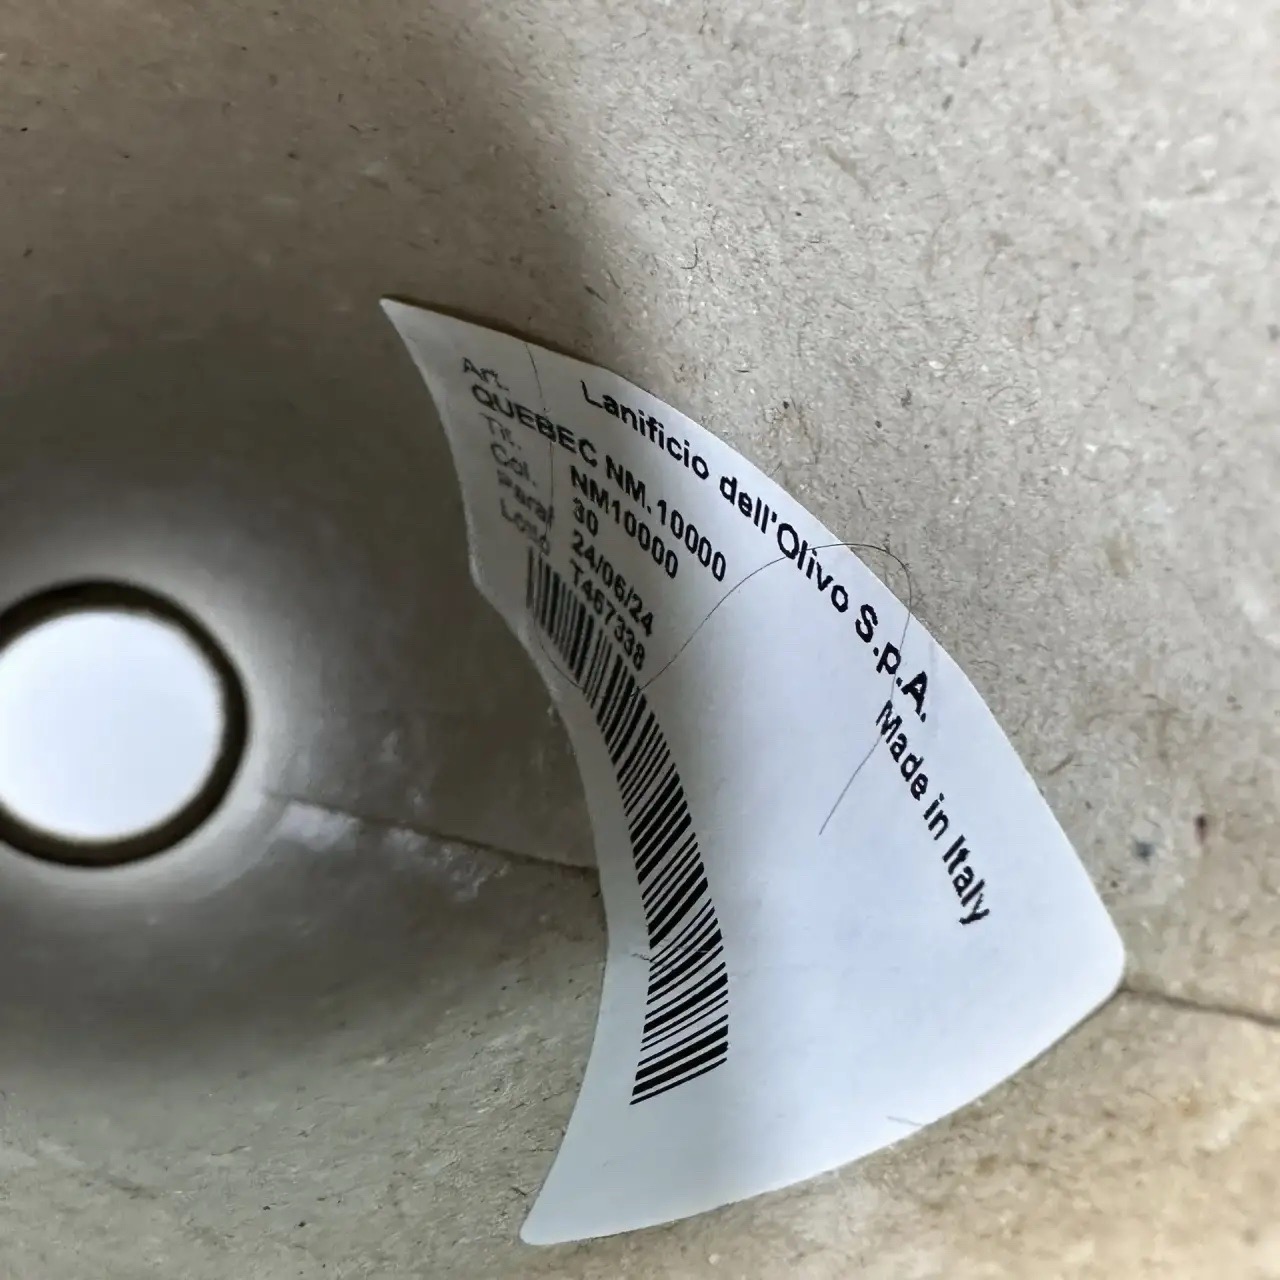 Lanificio dell'Olivo S.p.A.
Made in Italy
Art.
QUEBEC NM.10000
Tit. NM10000
Col. 30
Paraf 24/06/24
Lotto T467338